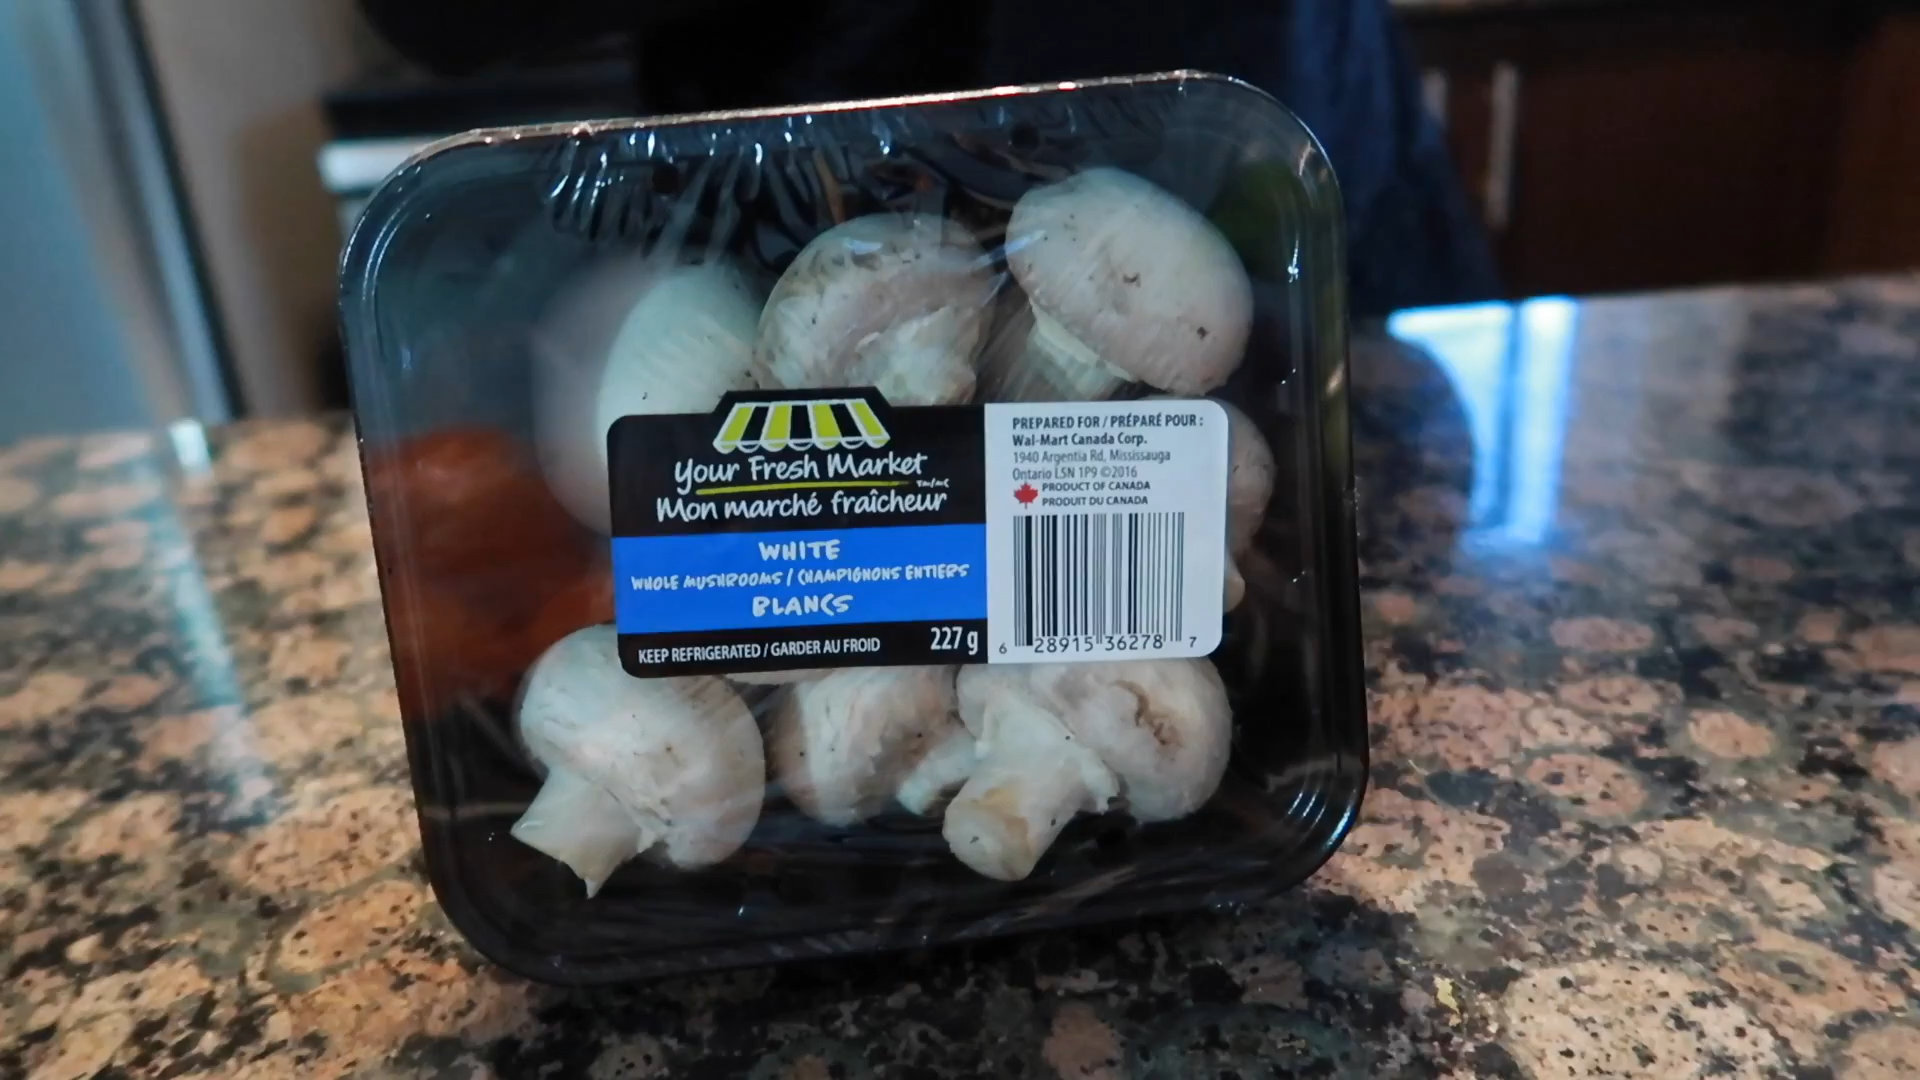 Your Fresh Market
TM/MC
Mon marché fraîcheur
WHITE
WHOLE MUSHROOMS / CHAMPIGNONS ENTIERS
BLANCS
KEEP REFRIGERATED / GARDER AU FROID
227 g
PREPARED FOR / PRÉPARÉ POUR :
Wal-Mart Canada Corp.
1940 Argentia Rd, Mississauga
Ontario L5N 1P9 ©2016
PRODUCT OF CANADA
PRODUIT DU CANADA
6 28915 36278 7